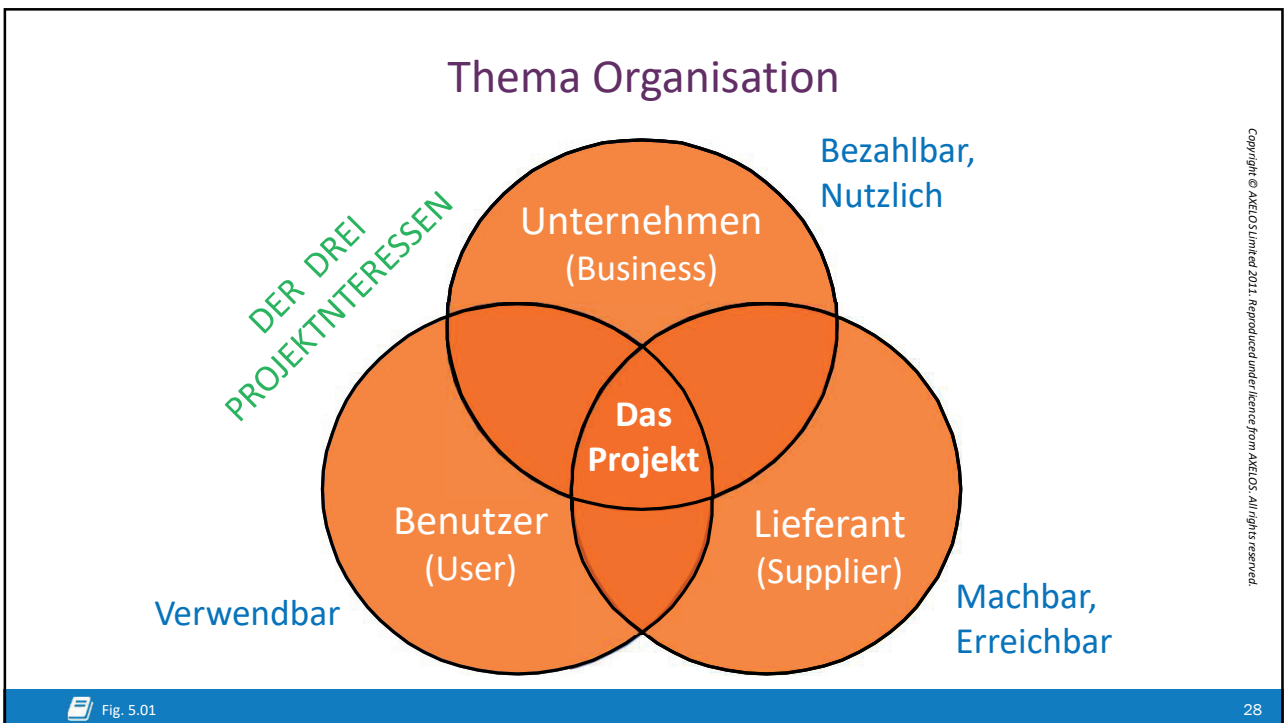 Thema Organisation
Bezahlbar,
Nutzlich
DER DREI
PROJEKTNTERESSEN
Unternehmen
(Business)
Das
Projekt
Benutzer
(User)
Lieferant
(Supplier)
Verwendbar
Machbar,
Erreichbar
Copyright © AXELOS Limited 2011. Reproduced under licence from AXELOS. All rights reserved.
Fig. 5.01
28